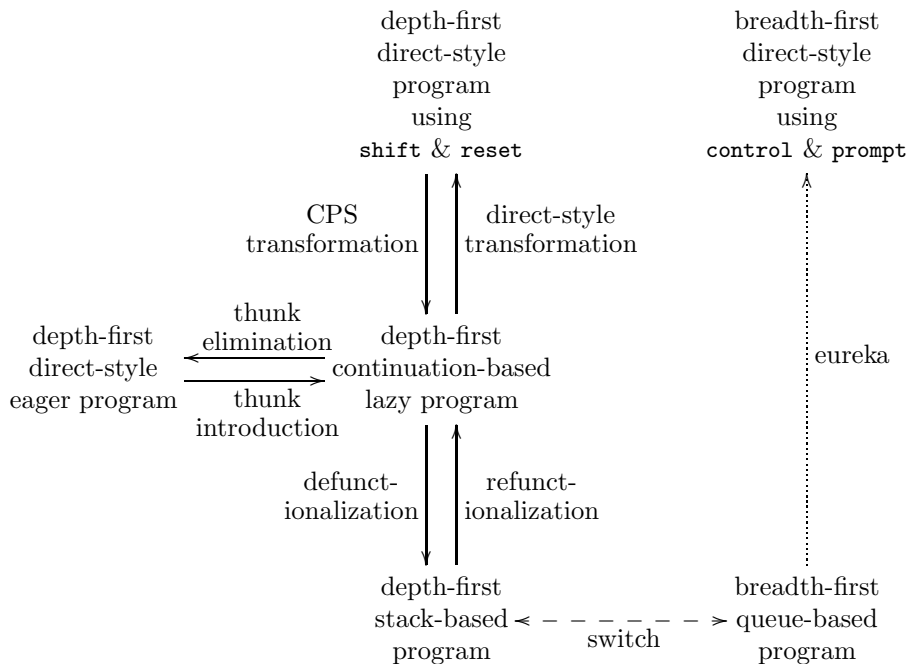 depth-first
direct-style
program
using
shift & reset
breadth-first
direct-style
program
using
control & prompt
CPS
transformation
direct-style
transformation
depth-first
direct-style
eager program
thunk
elimination
thunk
introduction
depth-first
continuation-based
lazy program
eureka
defunct-
ionalization
refunct-
ionalization
depth-first
stack-based
program
switch
breadth-first
queue-based
program